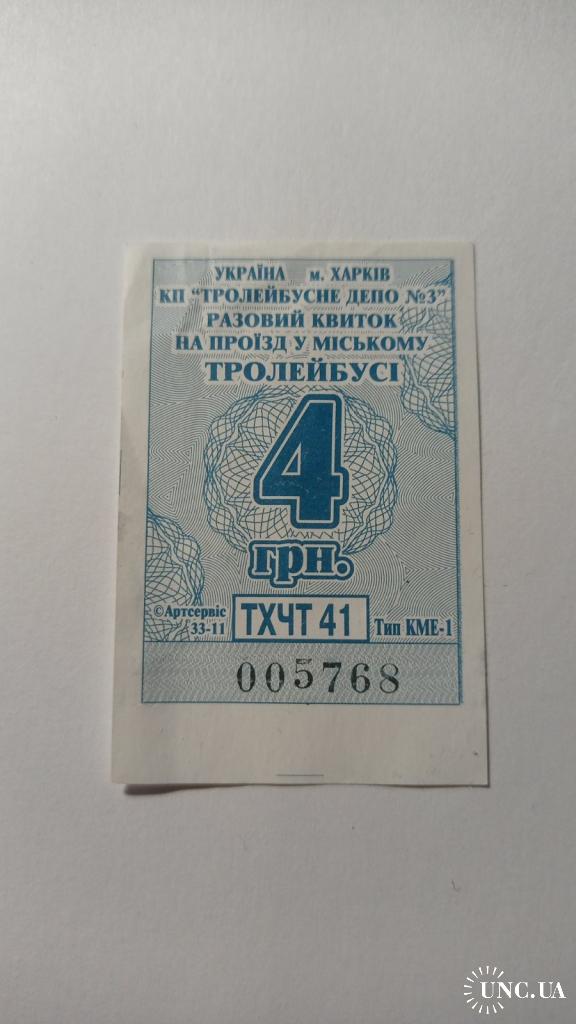 УКРАЇНА м. ХАРКІВ
КП “ТРОЛЕЙБУСНЕ ДЕПО №3”
РАЗОВИЙ КВИТОК
НА ПРОЇЗД У МІСЬКОМУ
ТРОЛЕЙБУСІ
4
грн.
©Артсервіс
33-11
ТХЧТ 41
Тип КМЕ-1
005768
UNC.UA